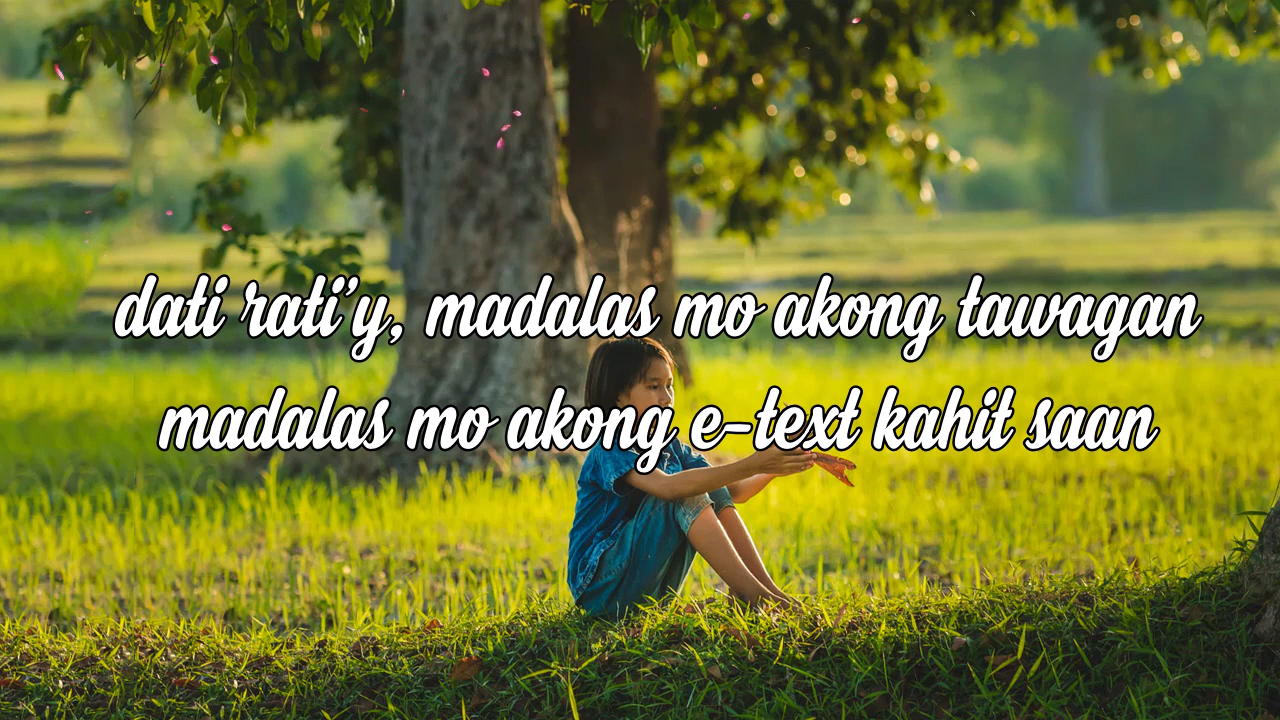 dati rati'y, madalas mo akong tawagan
madalas mo akong e-text kahit saan